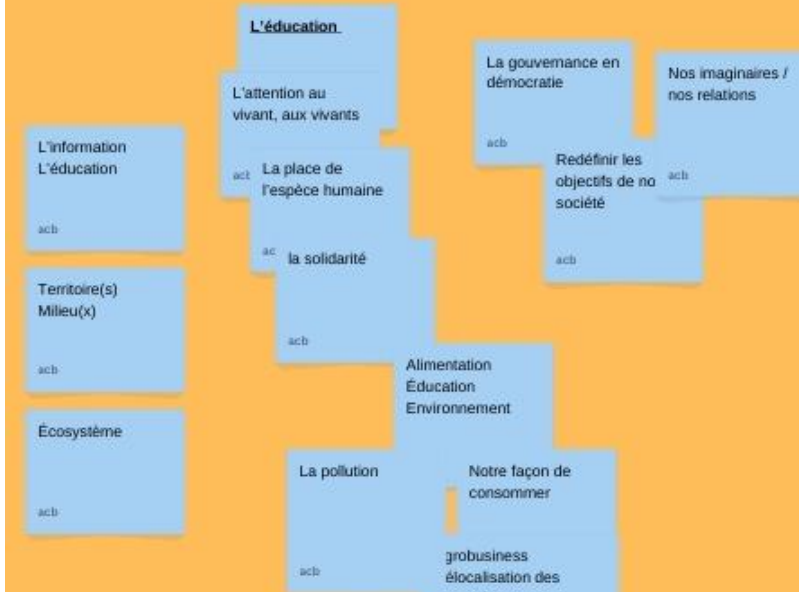 L'éducation
L'attention au
vivant, aux vivants
acb
La place de
l'espèce humaine
ac
la solidarité
acb
L'information
L'éducation
acb
Territoire(s)
Milieu(x)
acb
Écosystème
acb
La gouvernance en
démocratie
acb
Redéfinir les
objectifs de no
société
acb
Nos imaginaires /
nos relations
acb
Alimentation
Éducation
Environnement
La pollution
acb
Notre façon de
consommer
grobusiness
élocalisation des